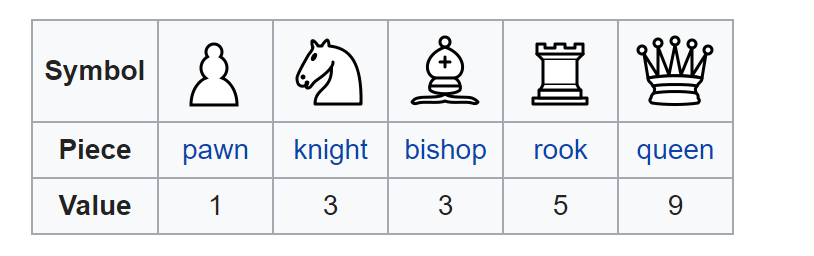 Symbol
Piece pawn knight bishop rook queen
Value 1 3 3 5 9